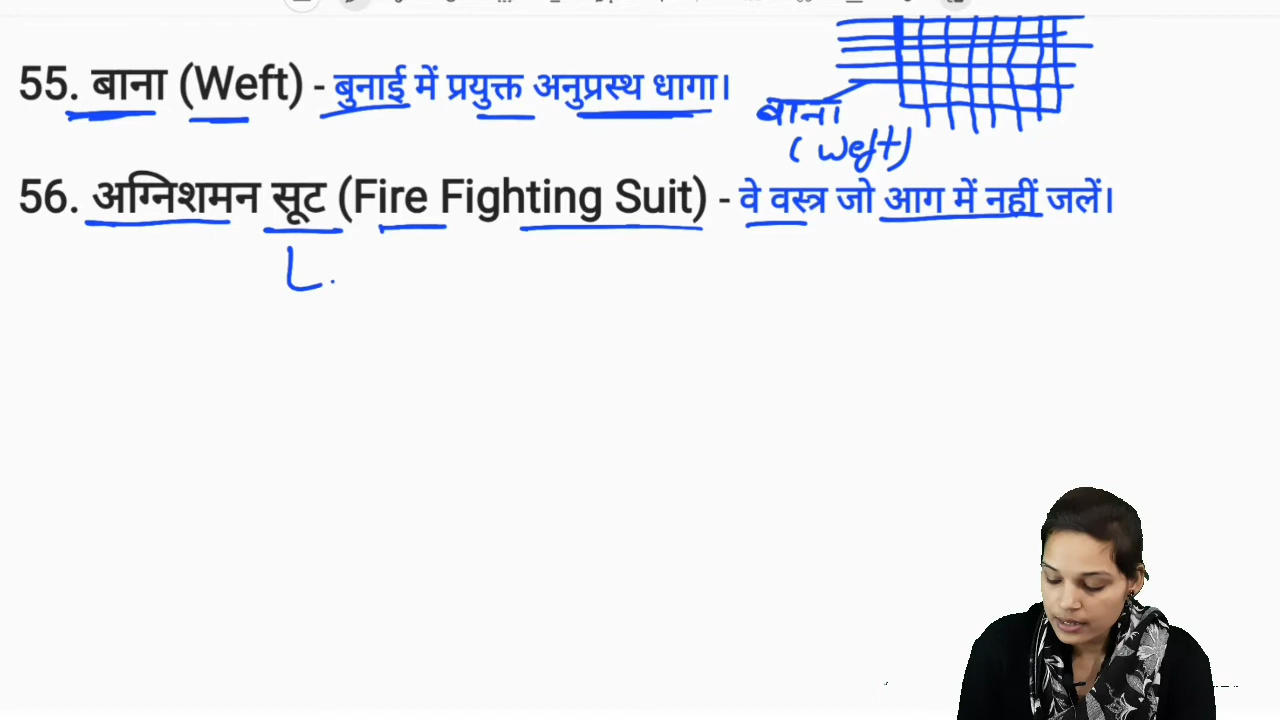 55. बाना (Weft) - बुनाई में प्रयुक्त अनुप्रस्थ धागा।
बाना
(Weft)
56. अग्निशमन सूट (Fire Fighting Suit) - वे वस्त्र जो आग में नहीं जलें।